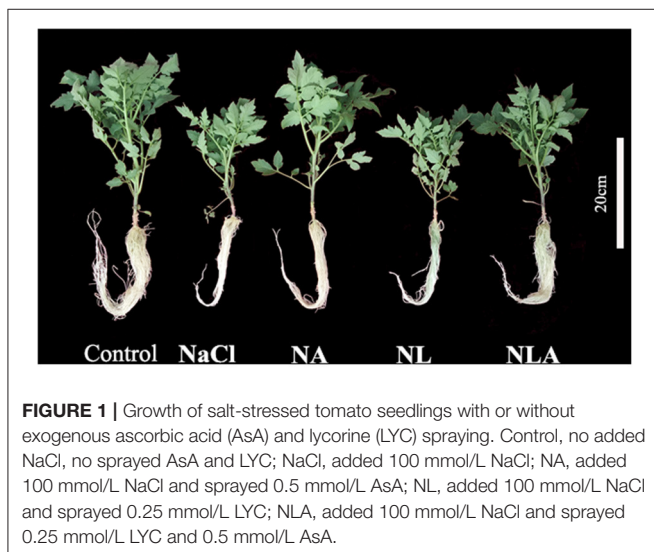 20cm
Control NaCl NA NL NLA
FIGURE 1 | Growth of salt-stressed tomato seedlings with or without
exogenous ascorbic acid (AsA) and lycorine (LYC) spraying. Control, no added
NaCl, no sprayed AsA and LYC; NaCl, added 100 mmol/L NaCl; NA, added
100 mmol/L NaCl and sprayed 0.5 mmol/L AsA; NL, added 100 mmol/L NaCl
and sprayed 0.25 mmol/L LYC; NLA, added 100 mmol/L NaCl and sprayed
0.25 mmol/L LYC and 0.5 mmol/L AsA.